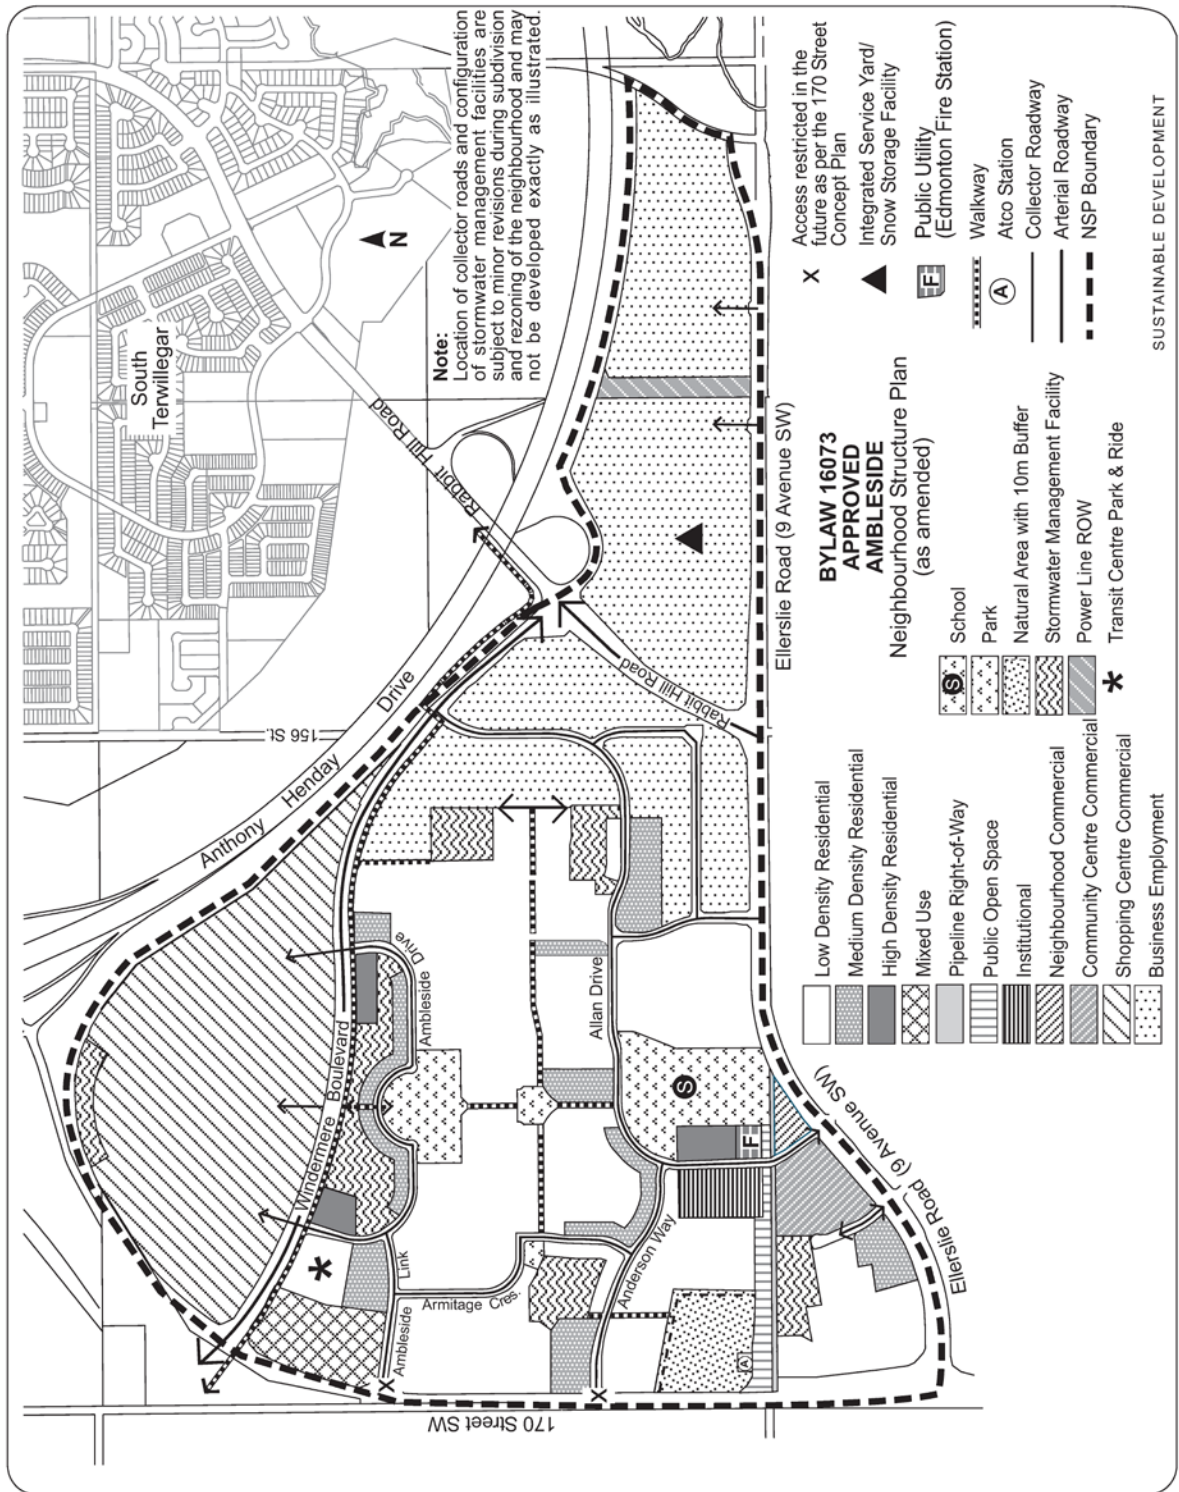 South
Terwillegar
Note:
Location of collector roads and configuration
of stormwater management facilities are
subject to minor revisions during subdivision
and rezoning of the neighbourhood and may
not be developed exactly as illustrated.
N
156 St.
Anthony Henday Drive
Rabbit Hill Road
Windermere Boulevard
Ambleside Drive
Ambleside Link
Armitage Cres.
Allan Drive
Anderson Way
Rabbit Hill Road
Rabbit Hill Road
170 Street SW
X
X
*
S
F
A
Ellerslie Road (9 Avenue SW)
Ellerslie Road (9 Avenue SW)
BYLAW 16073
APPROVED
AMBLESIDE
Neighbourhood Structure Plan
(as amended)
Low Density Residential
Medium Density Residential
High Density Residential
Mixed Use
Pipeline Right-of-Way
Public Open Space
Institutional
Neighbourhood Commercial
Community Centre Commercial
Shopping Centre Commercial
Business Employment
S School
Park
Natural Area with 10m Buffer
Stormwater Management Facility
Power Line ROW
* Transit Centre Park & Ride
X Access restricted in the
future as per the 170 Street
Concept Plan
Integrated Service Yard/
Snow Storage Facility
F Public Utility
(Edmonton Fire Station)
Walkway
A Atco Station
Collector Roadway
Arterial Roadway
NSP Boundary
SUSTAINABLE DEVELOPMENT